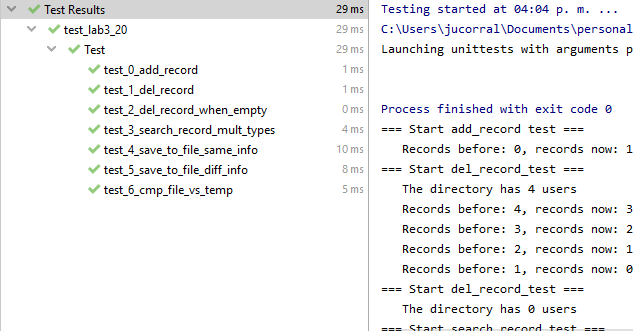 Test Results 29 ms
test_lab3_20 29 ms
Test 29 ms
test_0_add_record 1 ms
test_1_del_record 1 ms
test_2_del_record_when_empty 0 ms
test_3_search_record_mult_types 4 ms
test_4_save_to_file_same_info 10 ms
test_5_save_to_file_diff_info 8 ms
test_6_cmp_file_vs_temp 5 ms
Testing started at 04:04 p. m. ...
C:\Users\jucorral\Documents\personal
Launching unittests with arguments p
Process finished with exit code 0
=== Start add_record test ===
Records before: 0, records now: 1
=== Start del_record_test ===
The directory has 4 users
Records before: 4, records now: 3
Records before: 3, records now: 2
Records before: 2, records now: 1
Records before: 1, records now: 0
=== Start del_record_test ===
The directory has 0 users
=== Start search record test ===